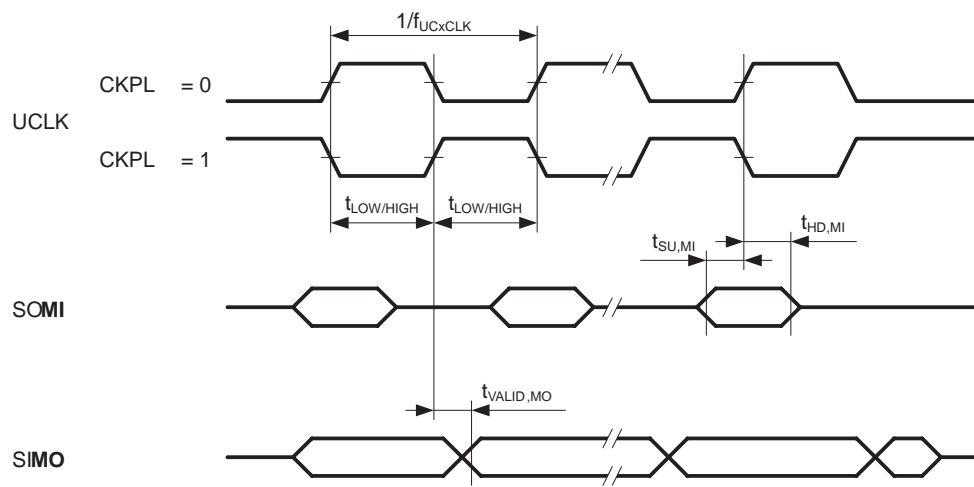 1/fUCxCLK
CKPL = 0
UCLK
CKPL = 1
tLOW/HIGH tLOW/HIGH
tHD,MI
tSU,MI
SOMI
tVALID,MO
SIMO